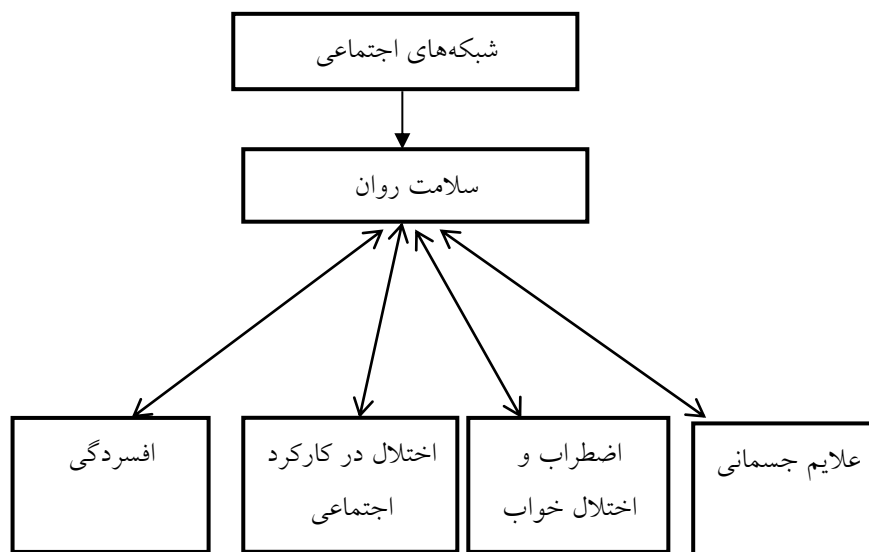 شبکه‌های اجتماعی
سلامت روان
علایم جسمانی
اضطراب و
اختلال خواب
اختلال در کارکرد
اجتماعی
افسردگی